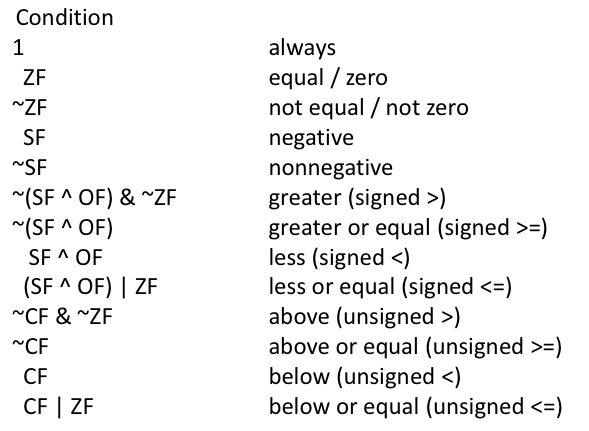 Condition
1 always
ZF equal / zero
~ZF not equal / not zero
SF negative
~SF nonnegative
~(SF ^ OF) & ~ZF greater (signed >)
~(SF ^ OF) greater or equal (signed >=)
SF ^ OF less (signed <)
(SF ^ OF) | ZF less or equal (signed <=)
~CF & ~ZF above (unsigned >)
~CF above or equal (unsigned >=)
CF below (unsigned <)
CF | ZF below or equal (unsigned <=)